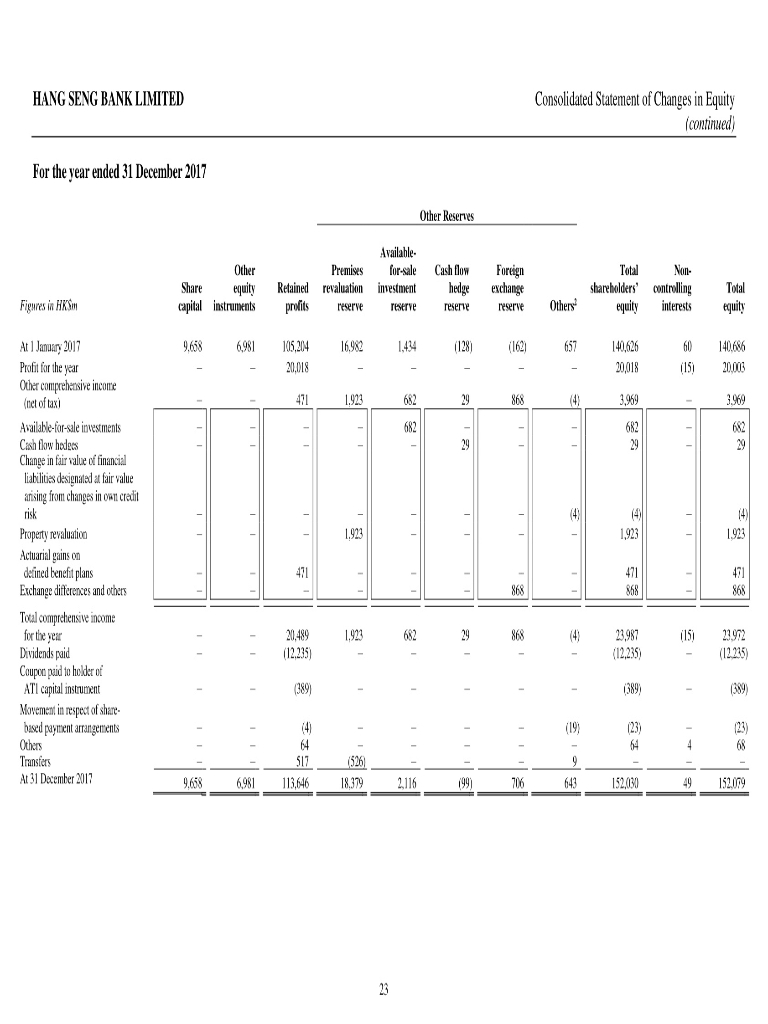 HANG SENG BANK LIMITED Consolidated Statement of Changes in Equity
(continued)
For the year ended 31 December 2017
Other Reserves
Available-
Other Premises for-sale Cash flow Foreign Total Non-
Share equity Retained revaluation investment hedge exchange shareholders’ controlling Total
Figures in HK$m capital instruments profits reserve reserve reserve reserve Others2 equity interests equity
At 1 January 2017 9,658 6,981 105,204 16,982 1,434 (128) (162) 657 140,626 60 140,686
Profit for the year – – 20,018 – – – – – 20,018 (15) 20,003
Other comprehensive income
(net of tax) – – 471 1,923 682 29 868 (4) 3,969 – 3,969
Available-for-sale investments – – – – 682 – – – 682 – 682
Cash flow hedges – – – – – 29 – – 29 – 29
Change in fair value of financial
liabilities designated at fair value
arising from changes in own credit
risk – – – – – – – (4) (4) – (4)
Property revaluation – – – 1,923 – – – – 1,923 – 1,923
Actuarial gains on
defined benefit plans – – 471 – – – – – 471 – 471
Exchange differences and others – – – – – – 868 – 868 – 868
Total comprehensive income
for the year – – 20,489 1,923 682 29 868 (4) 23,987 (15) 23,972
Dividends paid – – (12,235) – – – – – (12,235) – (12,235)
Coupon paid to holder of
AT1 capital instrument – – (389) – – – – – (389) – (389)
Movement in respect of share-
based payment arrangements – – (4) – – – – (19) (23) – (23)
Others – – 64 – – – – – 64 4 68
Transfers – – 517 (526) – – – 9 – – –
At 31 December 2017 9,658 6,981 113,646 18,379 2,116 (99) 706 643 152,030 49 152,079
23